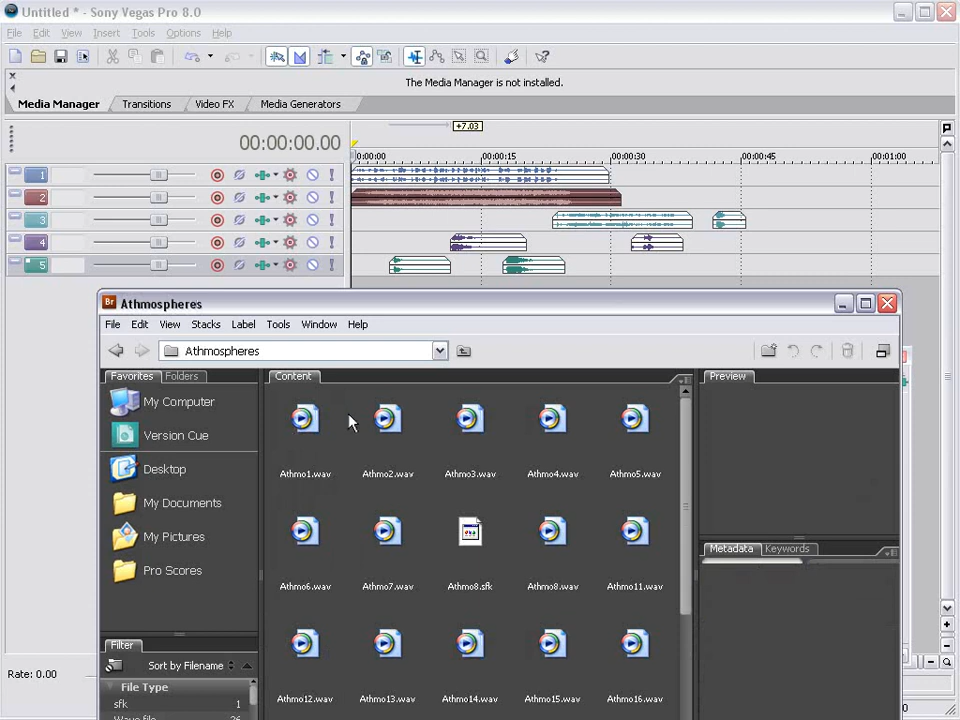 Untitled * - Sony Vegas Pro 8.0
File Edit View Insert Tools Options Help
The Media Manager is not installed.
Media Manager Transitions Video FX Media Generators
+7.03
00:00:00.00
0:00:00 00:00:15 00:00:30 00:00:45 00:01:00
1
2
3
4
5
Br Athmospheres
File Edit View Stacks Label Tools Window Help
Athmospheres
Favorites Folders
Content
Preview
My Computer
Version Cue
Desktop
My Documents
My Pictures
Pro Scores
Athmo1.wav Athmo2.wav Athmo3.wav Athmo4.wav Athmo5.wav
Athmo6.wav Athmo7.wav Athmo8.sfk Athmo8.wav Athmo11.wav
Athmo12.wav Athmo13.wav Athmo14.wav Athmo15.wav Athmo16.wav
Metadata Keywords
Filter
Sort by Filename
File Type
sfk 1
Wave file 26
Rate: 0.00